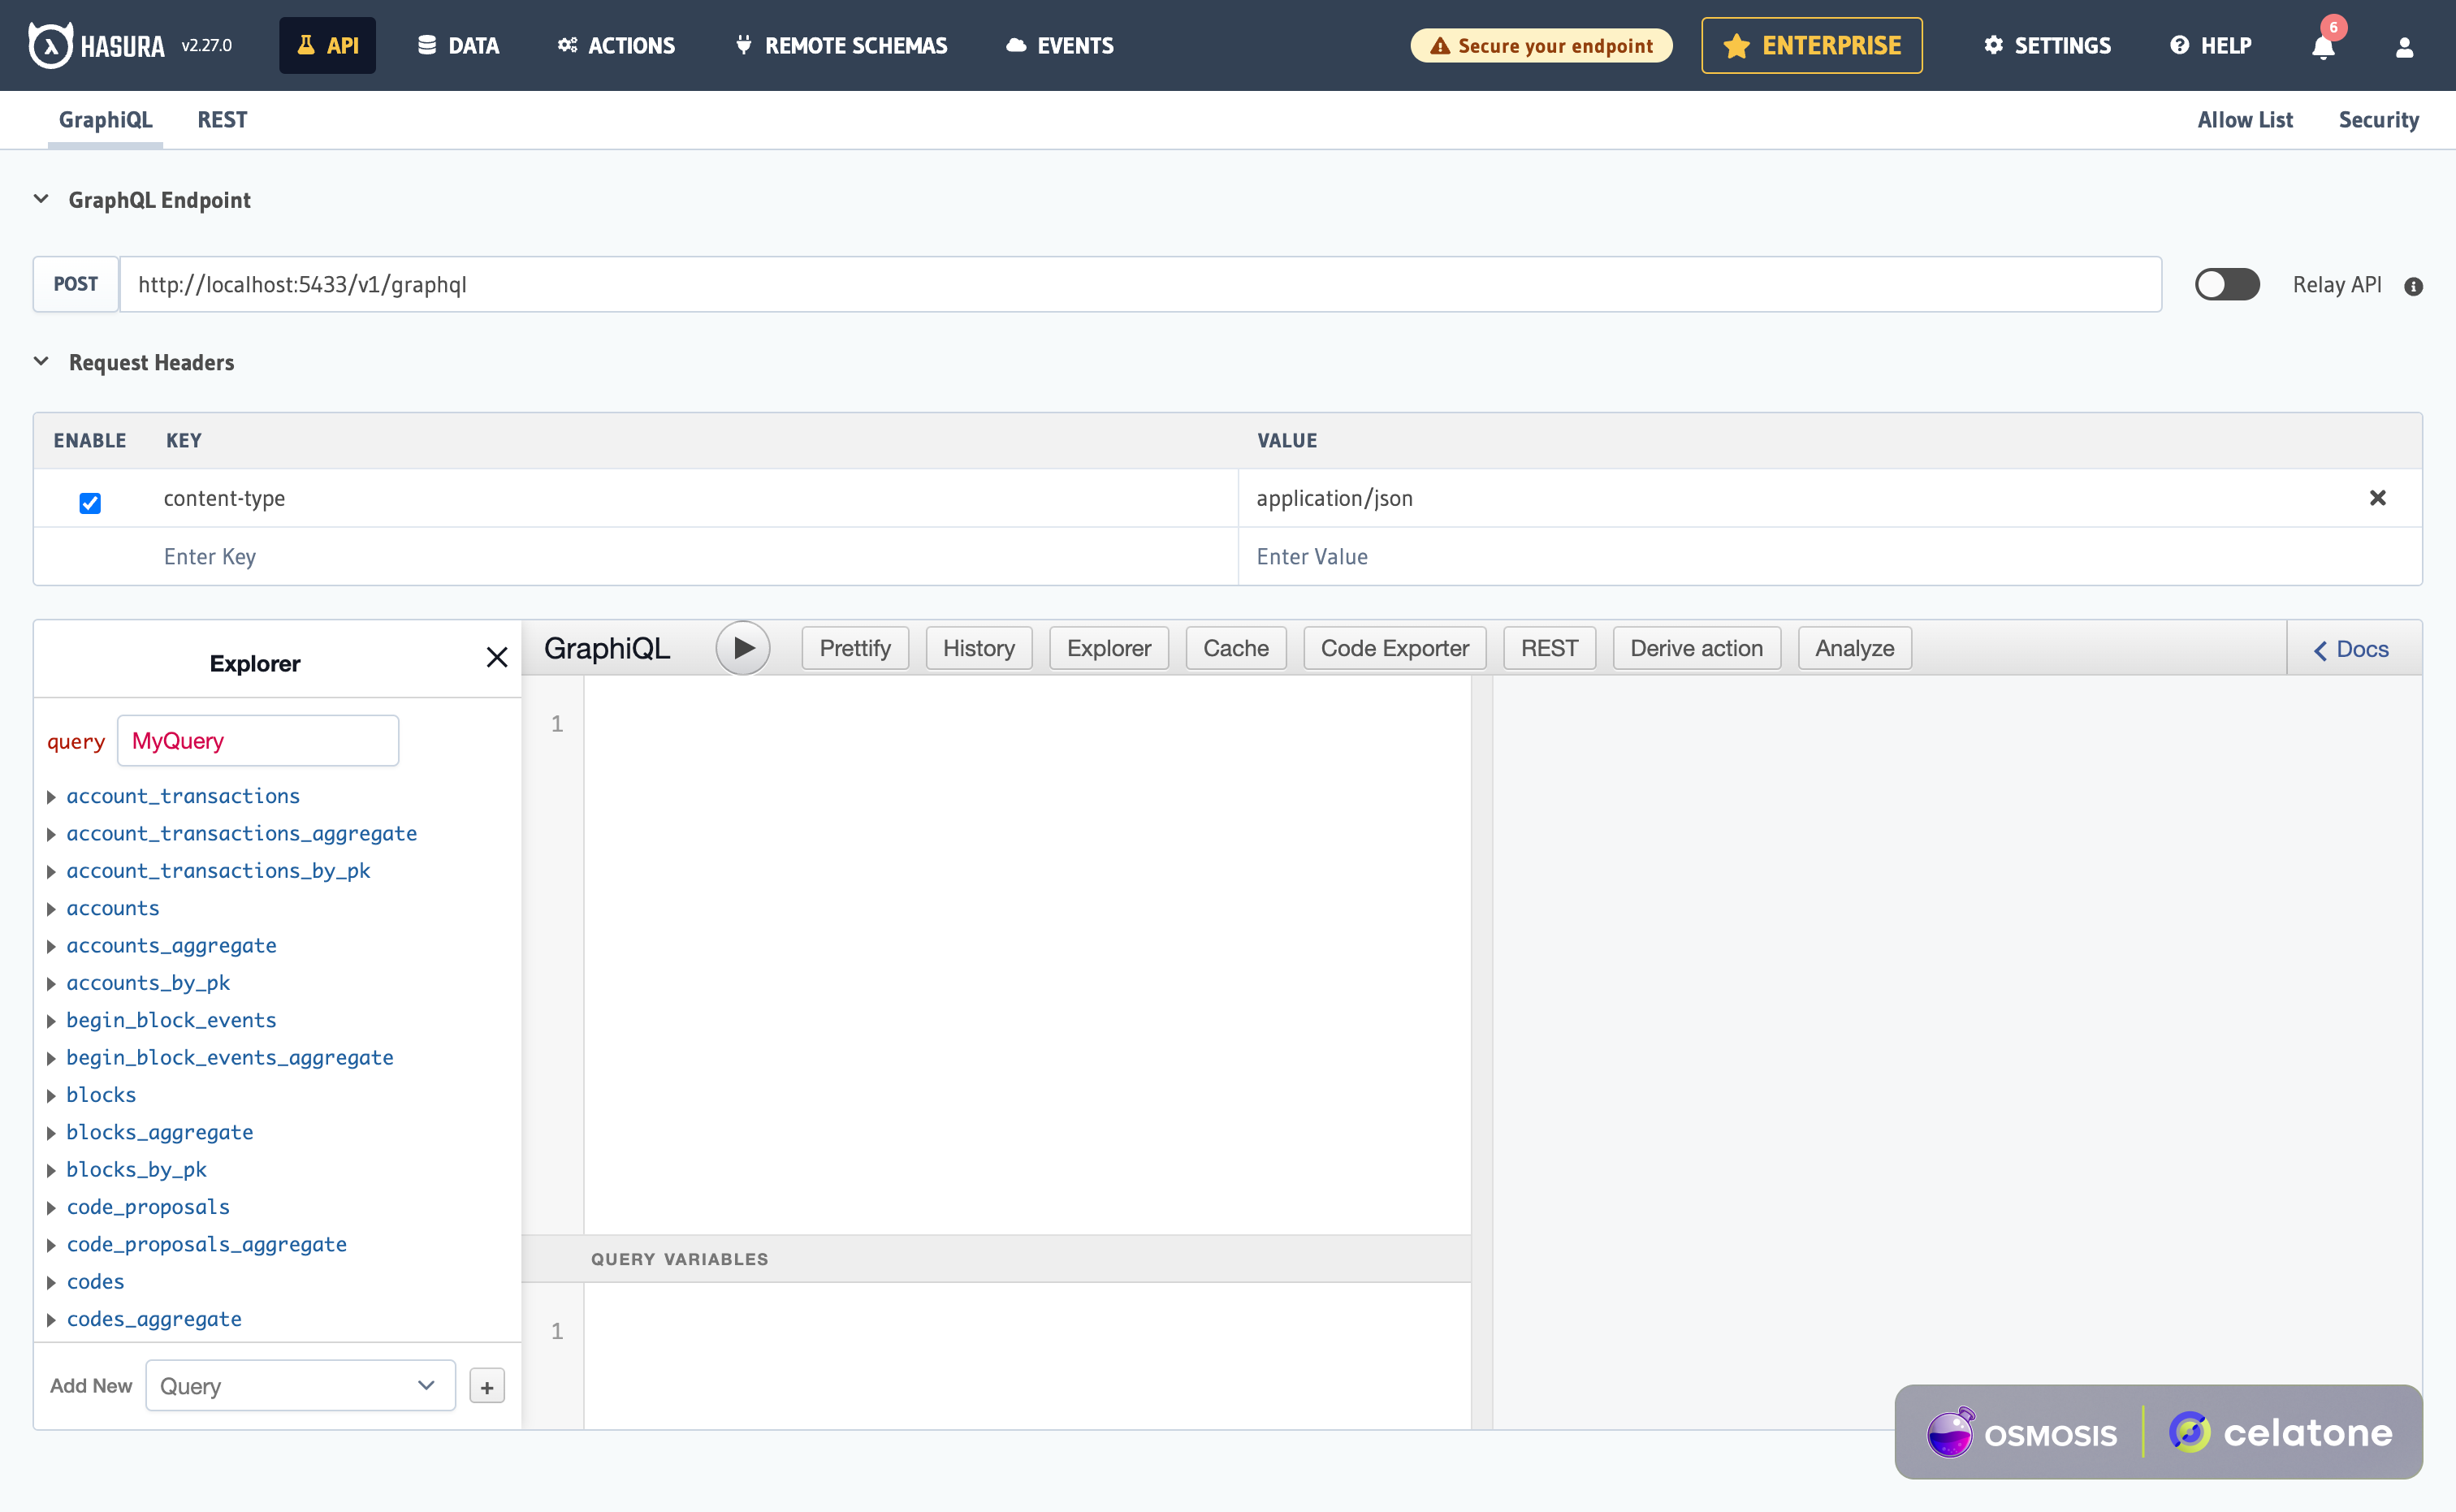 HASURA v2.27.0 API DATA ACTIONS REMOTE SCHEMAS EVENTS Secure your endpoint ENTERPRISE SETTINGS HELP 6
GraphiQL REST Allow List Security
GraphQL Endpoint
POST http://localhost:5433/v1/graphql Relay API
Request Headers
ENABLE KEY VALUE
content-type application/json
Enter Key Enter Value
Explorer
GraphiQL Prettify History Explorer Cache Code Exporter REST Derive action Analyze Docs
query MyQuery
1
account_transactions
account_transactions_aggregate
account_transactions_by_pk
accounts
accounts_aggregate
accounts_by_pk
begin_block_events
begin_block_events_aggregate
blocks
blocks_aggregate
blocks_by_pk
code_proposals
code_proposals_aggregate
codes
codes_aggregate
QUERY VARIABLES
1
Add New Query +
OSMOSIS celatone